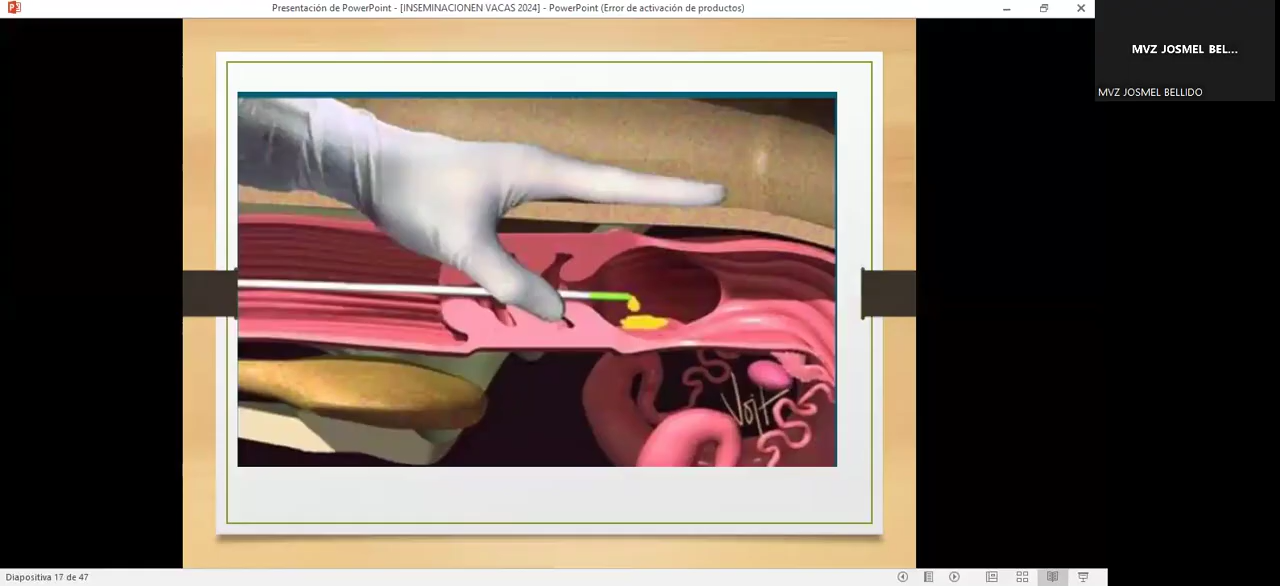 Presentación de PowerPoint - [INSEMINACIONEN VACAS 2024] - PowerPoint (Error de activación de productos)
MVZ JOSMEL BEL...
MVZ JOSMEL BELLIDO
Voit
Diapositiva 17 de 47